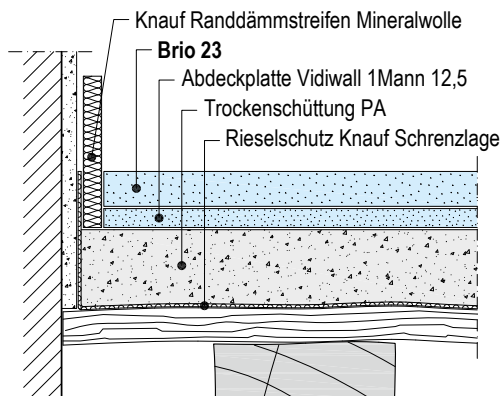 Knauf Randdämmstreifen Mineralwolle
Brio 23
Abdeckplatte Vidiwall 1Mann 12,5
Trockenschüttung PA
Rieselschutz Knauf Schrenzlage